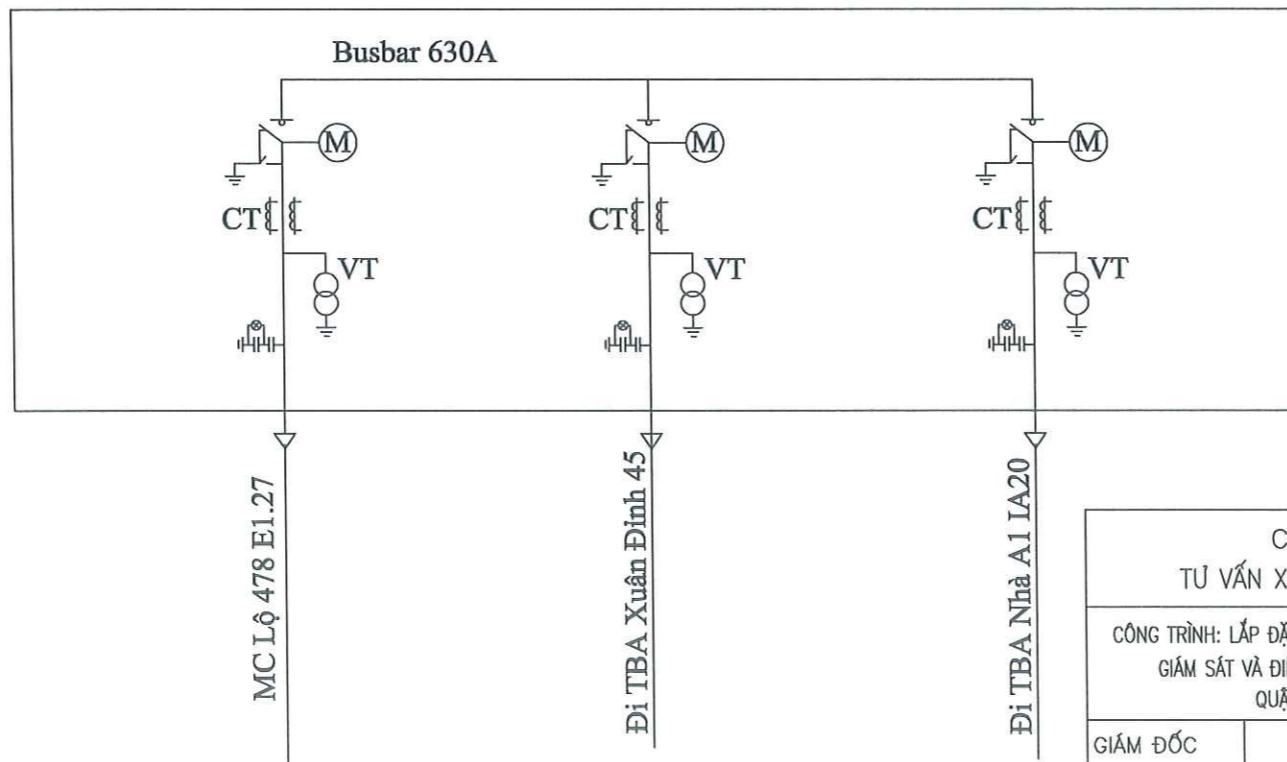 Busbar 630A
M
M
M
CT
CT
CT
VT
VT
VT
MC Lộ 478 E1.27
Đi TBA Xuân Đỉnh 45
Đi TBA Nhà A1 IA20
C
TƯ VẤN X
CÔNG TRÌNH: LẮP ĐẶ
GIÁM SÁT VÀ ĐI
QUẬ
GIÁM ĐỐC